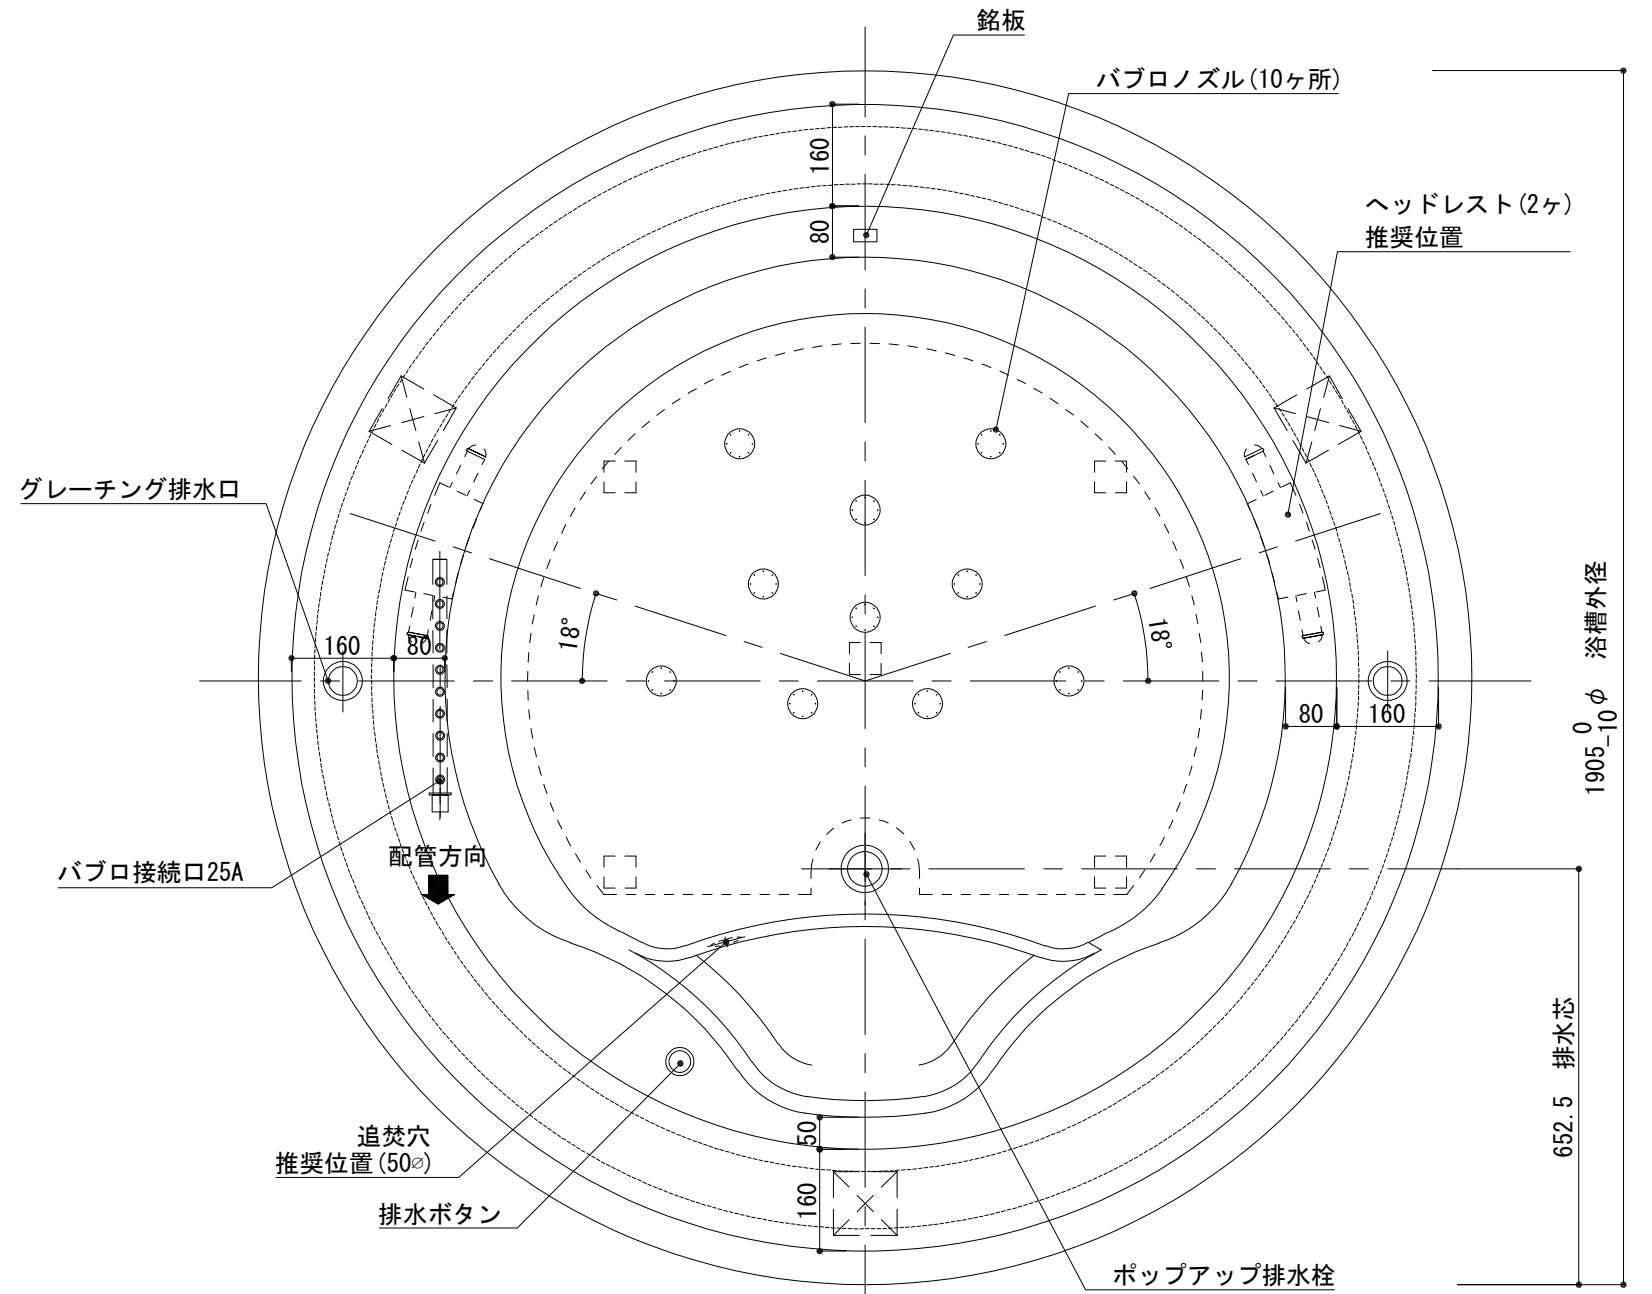 銘板
バブロノズル(10ヶ所)
160
80
ヘッドレスト(2ヶ)
推奨位置
グレーチング排水口
18°
18°
160
80
80
160
1905 0 -10 φ 浴槽外径
バブロ接続口25A
配管方向
652.5 排水芯
追焚穴
推奨位置(50⌀)
50
160
排水ボタン
ポップアップ排水栓